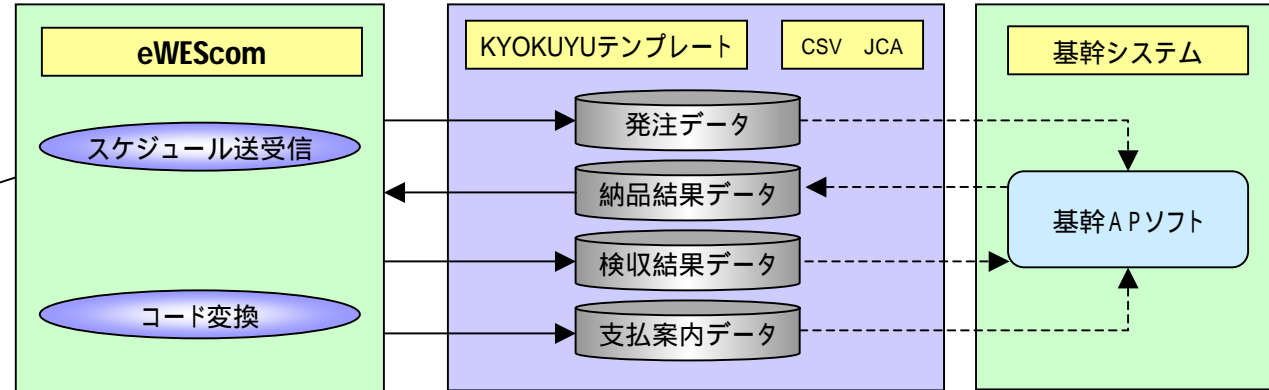 eWEScom
スケジュール送受信
コード変換
KYOKUYUテンプレート
CSV JCA
発注データ
納品結果データ
検収結果データ
支払案内データ
基幹システム
基幹APソフト